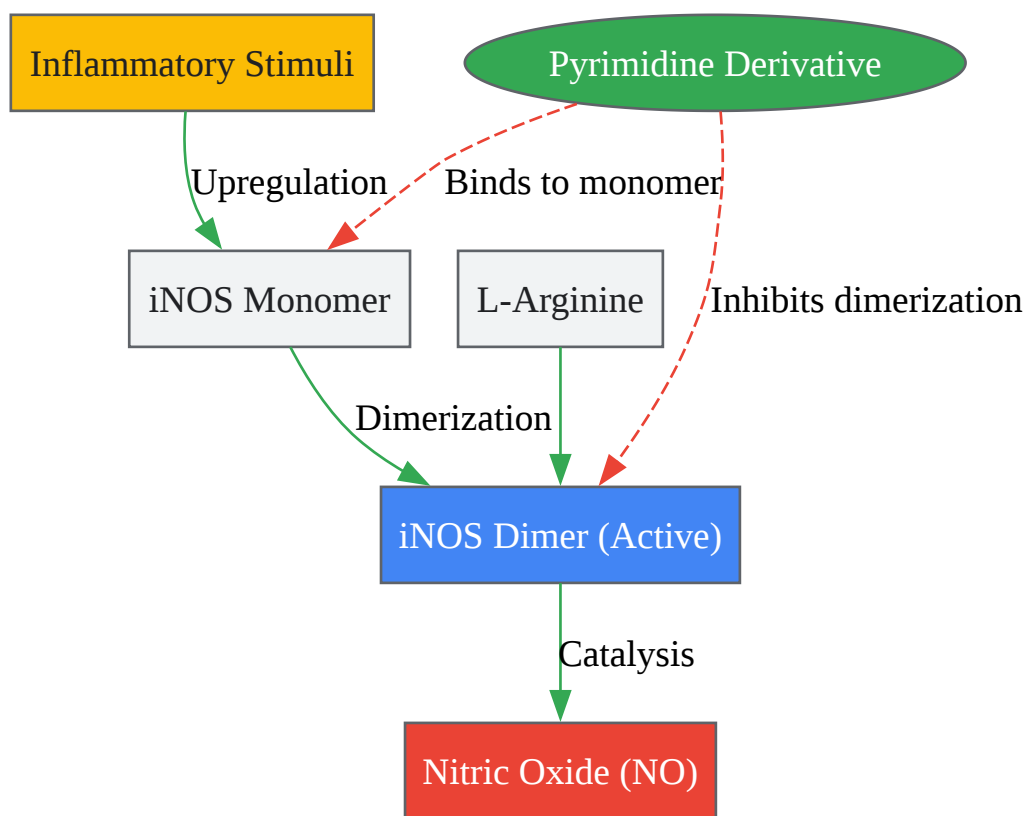 Inflammatory Stimuli
Pyrimidine Derivative
Upregulation
Binds to monomer
iNOS Monomer
L-Arginine
Inhibits dimerization
Dimerization
iNOS Dimer (Active)
Catalysis
Nitric Oxide (NO)